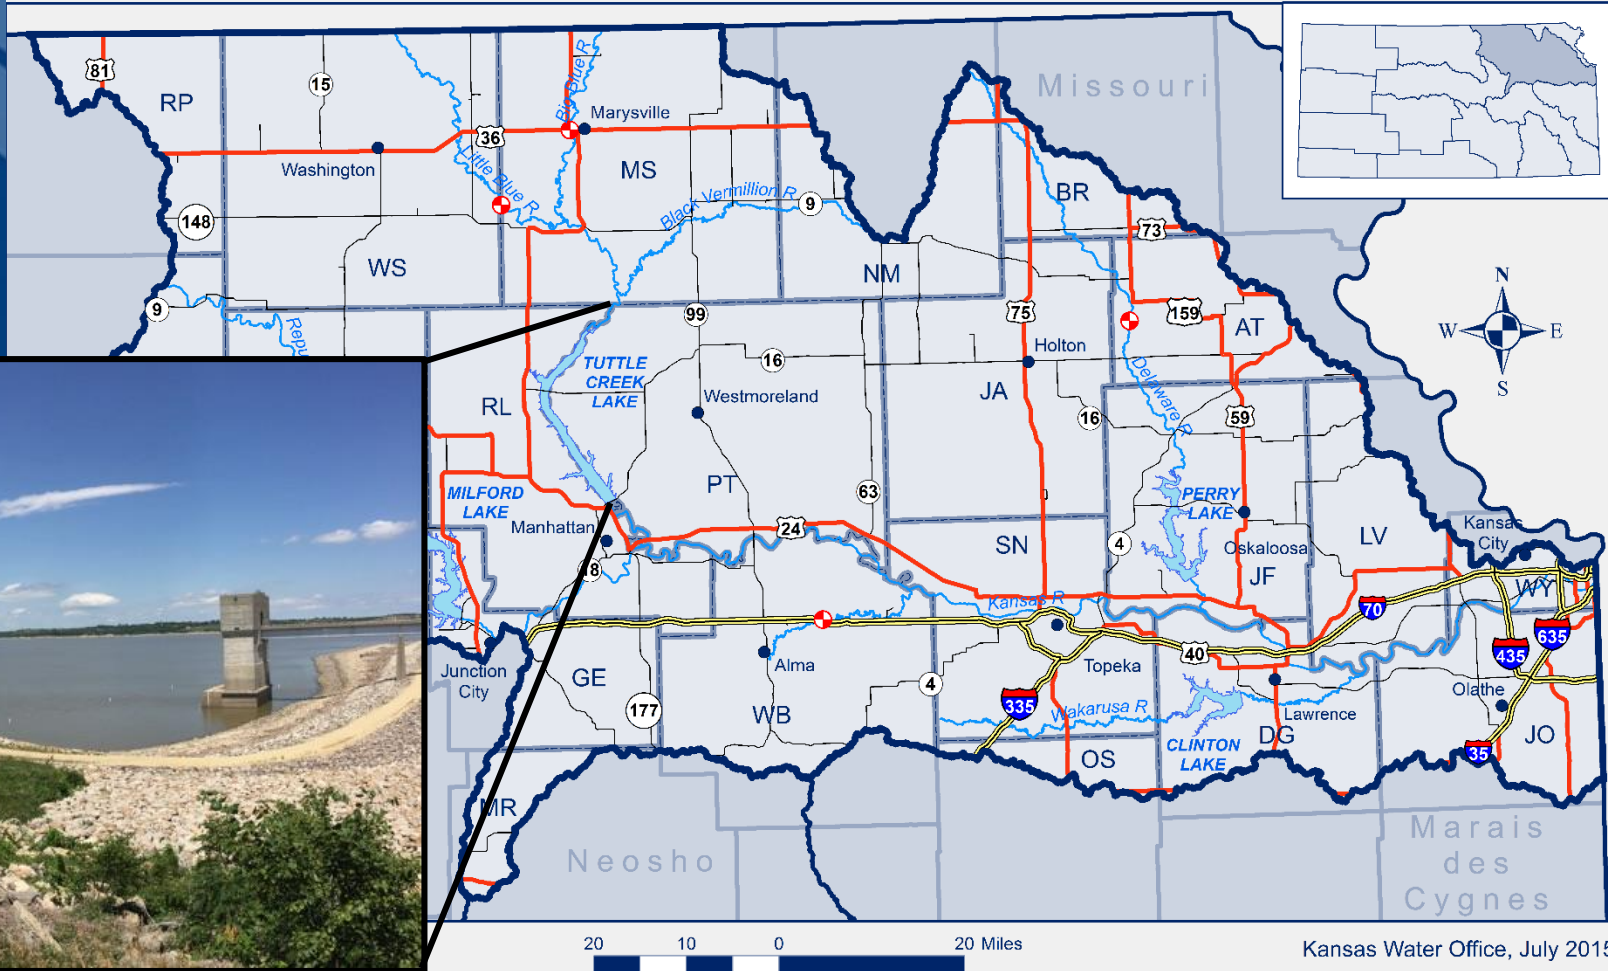 Missouri
81
RP
15
Big Blue R
Marysville
36
Washington
Little Blue R
MS
Black Vermillion R
9
BR
148
73
WS
NM
9
99
75
159
AT
Holton
16
TUTTLE
CREEK
LAKE
Westmoreland
Delaware R
RL
JA
16
59
PT
63
MILFORD
LAKE
PERRY
LAKE
Manhattan
24
SN
4
Oskaloosa
LV
Kansas
City
18
JF
WY
Kansas R
70
635
435
40
Junction
City
GE
Alma
Topeka
4
177
335
Olathe
WB
Wakarusa R
Lawrence
CLINTON
LAKE
DG
35
JO
OS
MR
Neosho
Marais
des
Cygnes
N
W
E
S
20
10
0
20 Miles
Kansas Water Office, July 2015